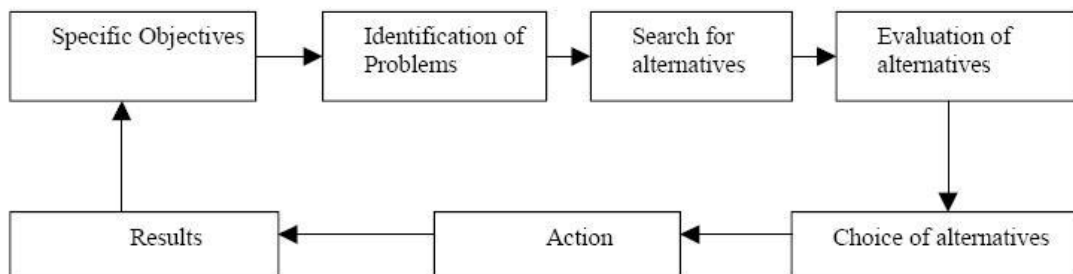 Specific Objectives
Identification of
Problems
Search for
alternatives
Evaluation of
alternatives
Results
Action
Choice of alternatives